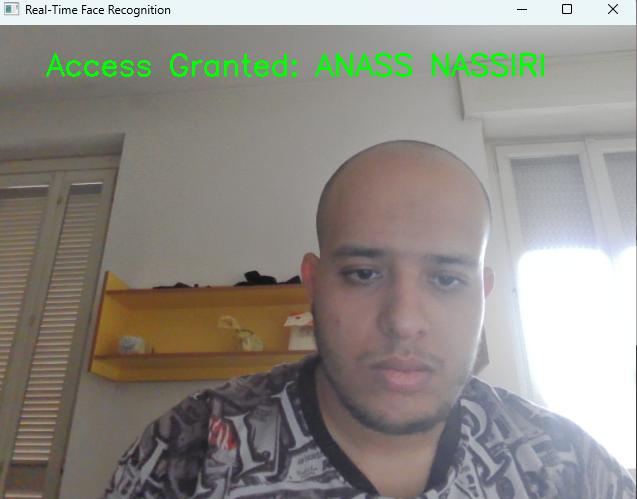 Real-Time Face Recognition
Access Granted: ANASS NASSIRI